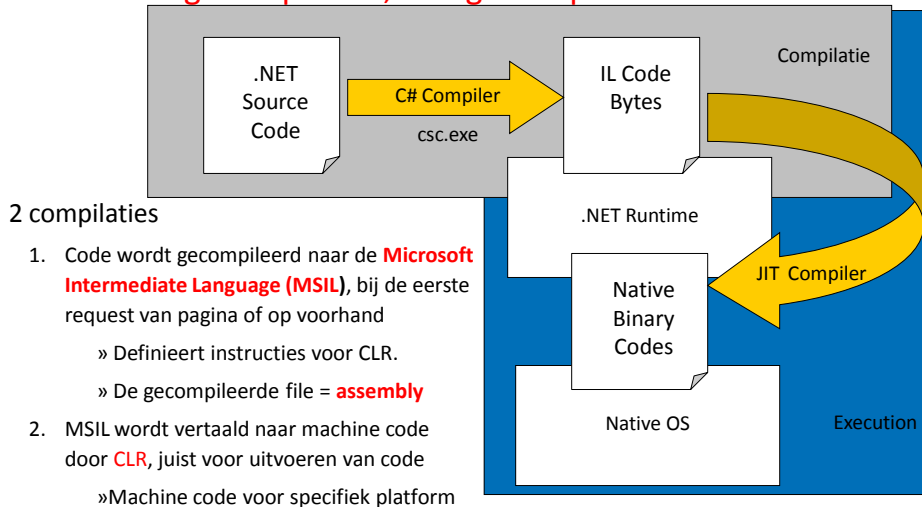 .NET
Source
Code
C# Compiler
csc.exe
IL Code
Bytes
Compilatie
.NET Runtime
JIT Compiler
Native
Binary
Codes
Native OS
Execution
2 compilaties
1. Code wordt gecompileerd naar de Microsoft
Intermediate Language (MSIL), bij de eerste
request van pagina of op voorhand
» Definieert instructies voor CLR.
» De gecompileerde file = assembly
2. MSIL wordt vertaald naar machine code
door CLR, juist voor uitvoeren van code
»Machine code voor specifiek platform